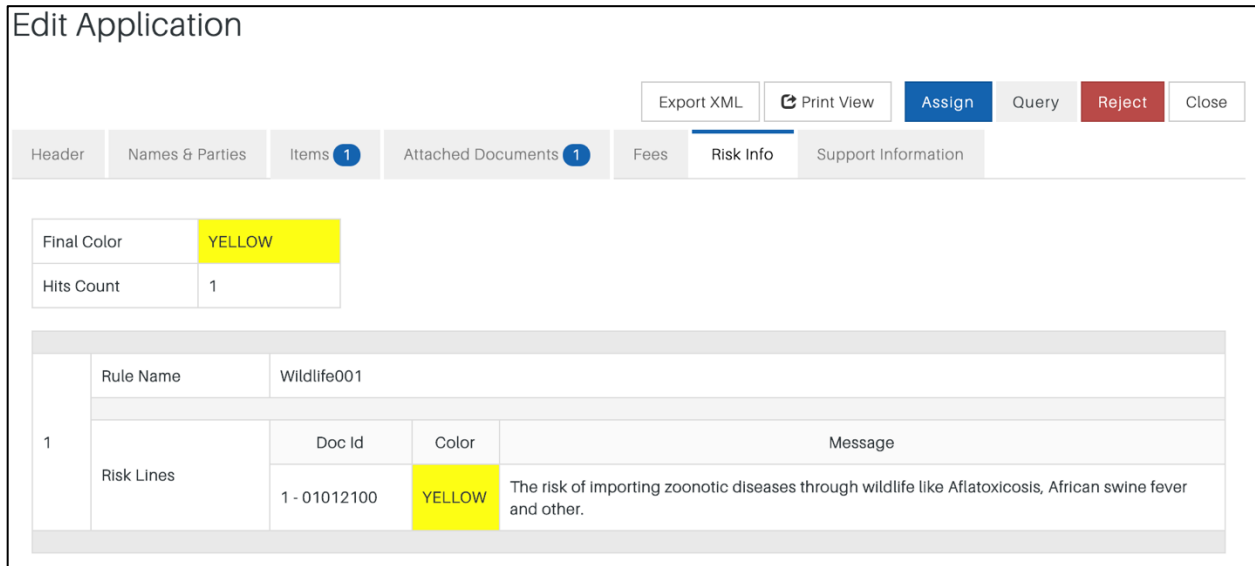 Edit Application
Export XML Print View Assign Query Reject Close
Header Names & Parties Items 1 Attached Documents 1 Fees Risk Info Support Information
Final Color YELLOW
Hits Count 1
Rule Name Wildlife001
1
Risk Lines
Doc Id Color Message
1 - 01012100 YELLOW The risk of importing zoonotic diseases through wildlife like Aflatoxicosis, African swine fever
and other.